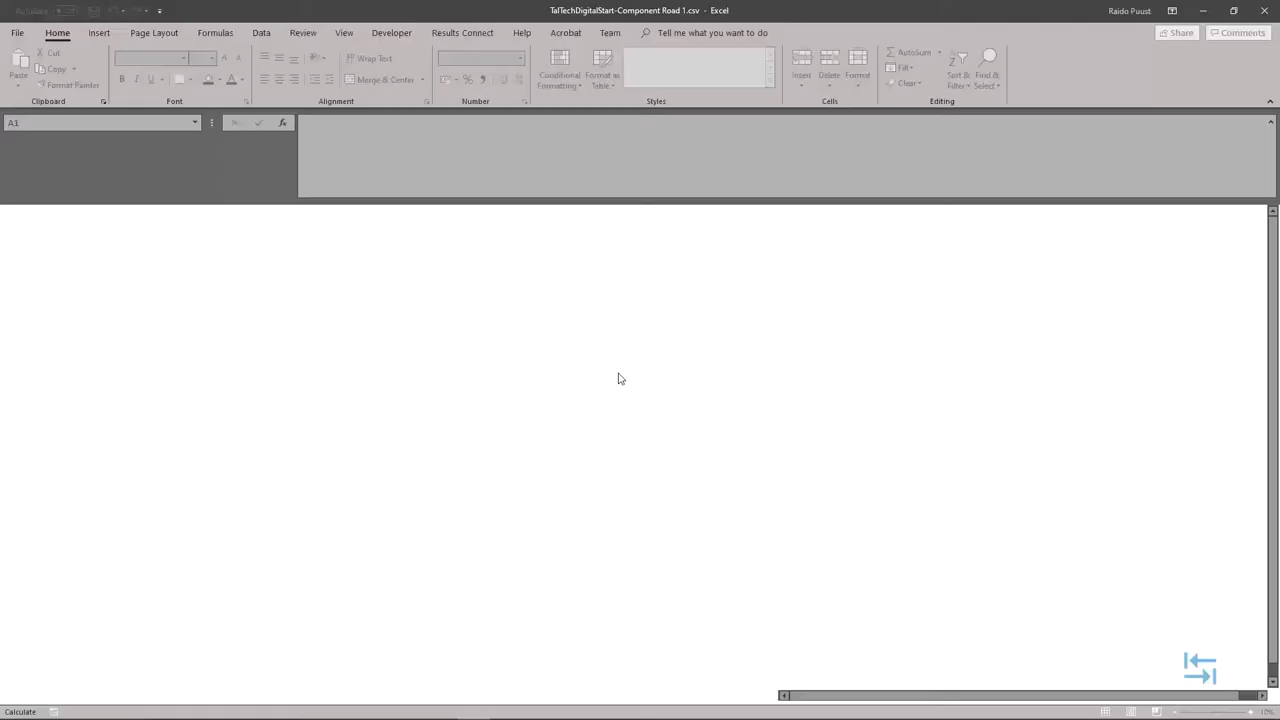 AutoSave
TalTechDigitalStart-Component Road 1.csv - Excel
Raido Puust
File Home Insert Page Layout Formulas Data Review View Developer Results Connect Help Acrobat Team Tell me what you want to do
Share Comments
Paste
Cut
Copy
Format Painter
Clipboard
B I U A
Font
Wrap Text
Merge & Center
Alignment
%
Number
Conditional
Formatting
Format as
Table
Styles
Insert
Delete
Format
Cells
AutoSum
Fill
Clear
Sort &
Filter
Find &
Select
Editing
A1
fx
Calculate
10%